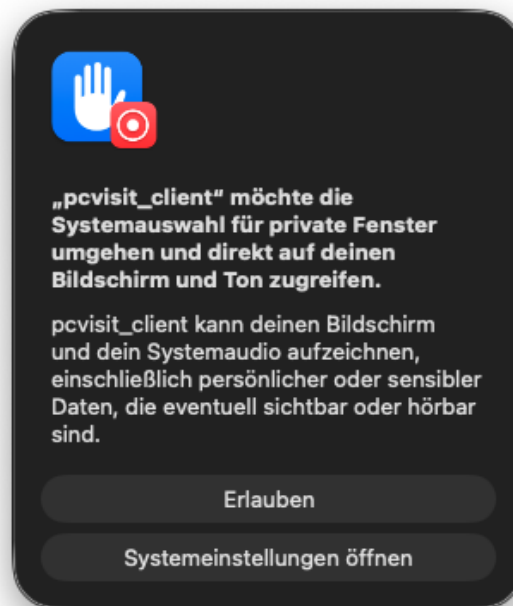 „pcvisit_client“ möchte die
Systemauswahl für private Fenster
umgehen und direkt auf deinen
Bildschirm und Ton zugreifen.
pcvisit_client kann deinen Bildschirm
und dein Systemaudio aufzeichnen,
einschließlich persönlicher oder sensibler
Daten, die eventuell sichtbar oder hörbar
sind.
Erlauben
Systemeinstellungen öffnen